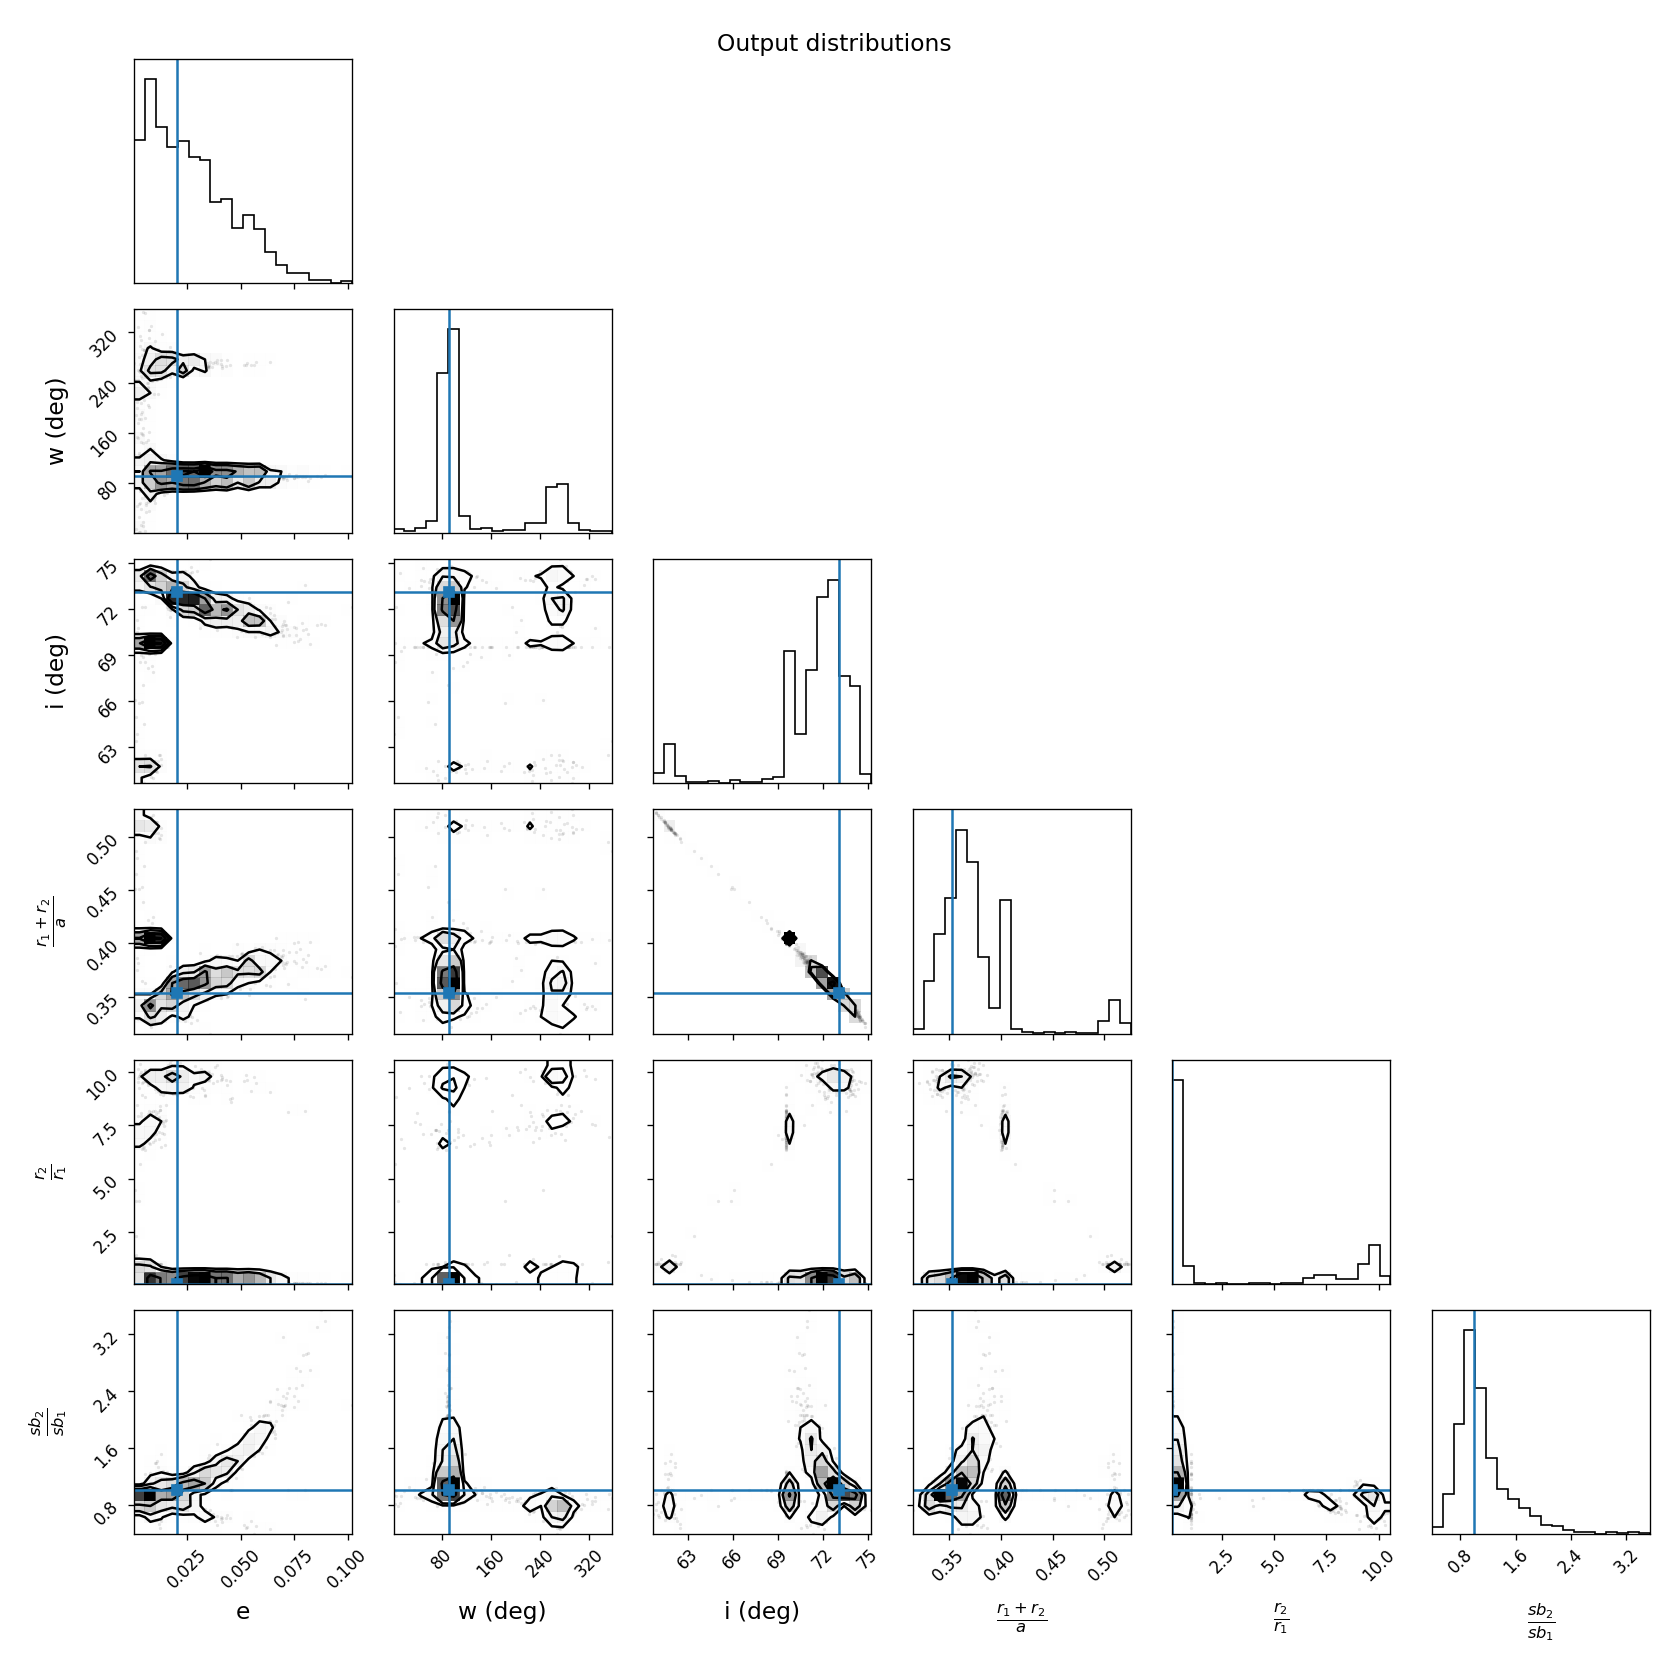 Output distributions
w (deg)
320
240
160
80
i (deg)
75
72
69
66
63
r₁ + r₂
a
0.50
0.45
0.40
0.35
r₂
r₁
10.0
7.5
5.0
2.5
sb₂
sb₁
3.2
2.4
1.6
0.8
0.025 0.050 0.075 0.100
80 160 240 320
63 66 69 72 75
0.35 0.40 0.45 0.50
2.5 5.0 7.5 10.0
0.8 1.6 2.4 3.2
e
w (deg)
i (deg)
r₁ + r₂
a
r₂
r₁
sb₂
sb₁